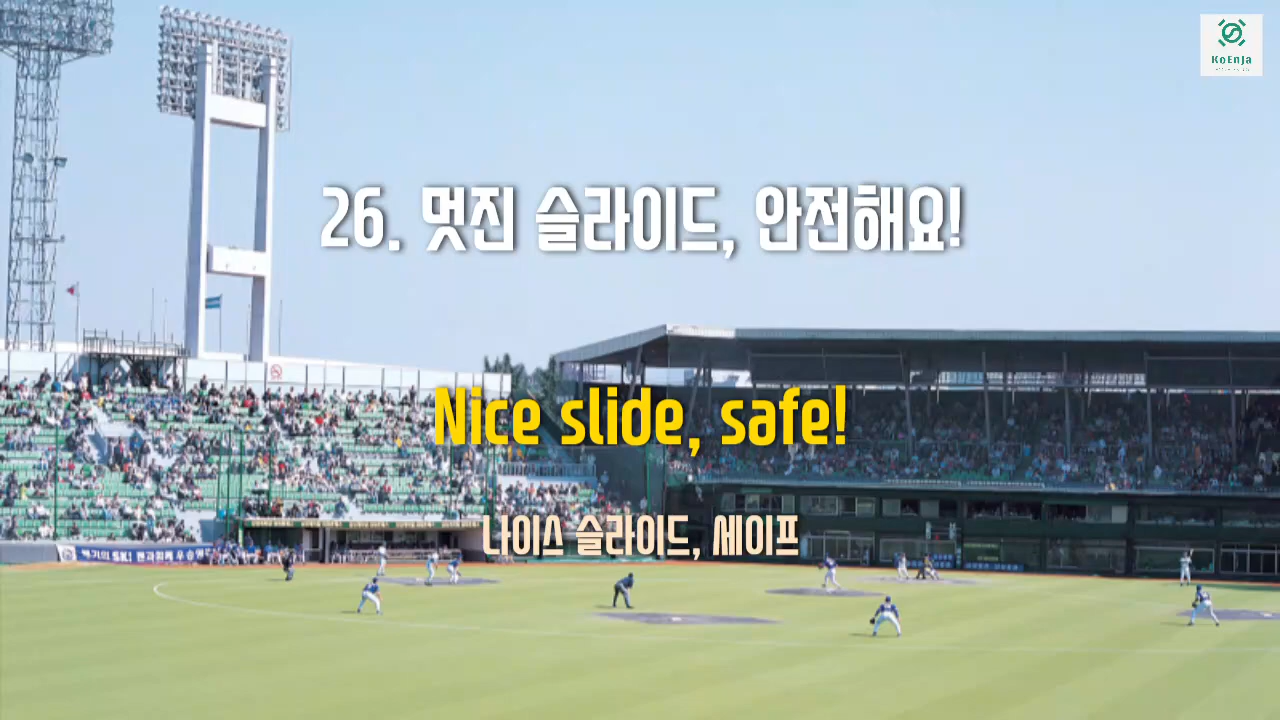 KoEnJa
26. 멋진 슬라이드, 안전해요!
Nice slide, safe!
나이스 슬라이드, 세이프